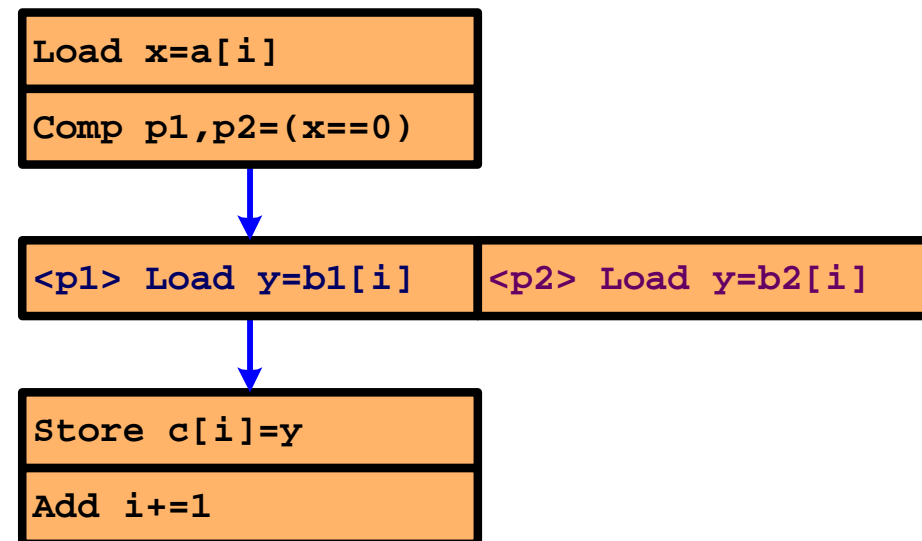 Load x=a[i]
Comp p1,p2=(x==0)
<p1> Load y=b1[i]
<p2> Load y=b2[i]
Store c[i]=y
Add i+=1